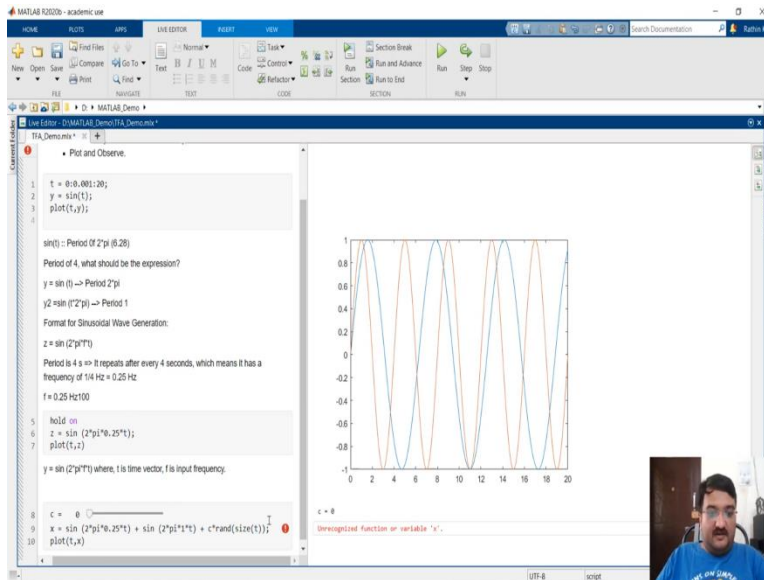 MATLAB R2020b - academic use
HOME PLOTS APPS LIVE EDITOR INSERT VIEW
Search Documentation
Rathin
New Open Save
Find Files
Compare
Print
Go To
Find
Text
Normal
B I U M
Code
Task
Control
Refactor
Run Section
Section Break
Run and Advance
Run to End
Run Step Stop
FILE NAVIGATE TEXT CODE SECTION RUN
D: MATLAB_Demo
Current Folder
Live Editor - D:\MATLAB_Demo\TFA_Demo.mlx *
TFA_Demo.mlx *
• Plot and Observe.
1 t = 0:0.001:20;
2 y = sin(t);
3 plot(t,y);
4
sin(t) :: Period 0f 2*pi (6.28)
Period of 4, what should be the expression?
y = sin (t) --> Period 2*pi
y2 =sin (t*2*pi) --> Period 1
Format for Sinusoidal Wave Generation:
z = sin (2*pi*f*t)
Period is 4 s => It repeats after every 4 seconds, which means it has a
frequency of 1/4 Hz = 0.25 Hz
f = 0.25 Hz100
5 hold on
6 z = sin (2*pi*0.25*t);
7 plot(t,z)
y = sin (2*pi*f*t) where, t is time vector, f is input frequency.
8 c = 0
9 x = sin (2*pi*0.25*t) + sin (2*pi*1*t) + c*rand(size(t));
10 plot(t,x)
1
0.8
0.6
0.4
0.2
0
-0.2
-0.4
-0.6
-0.8
-1
0 2 4 6 8 10 12 14 16 18 20
c = 0
UTF-8 script